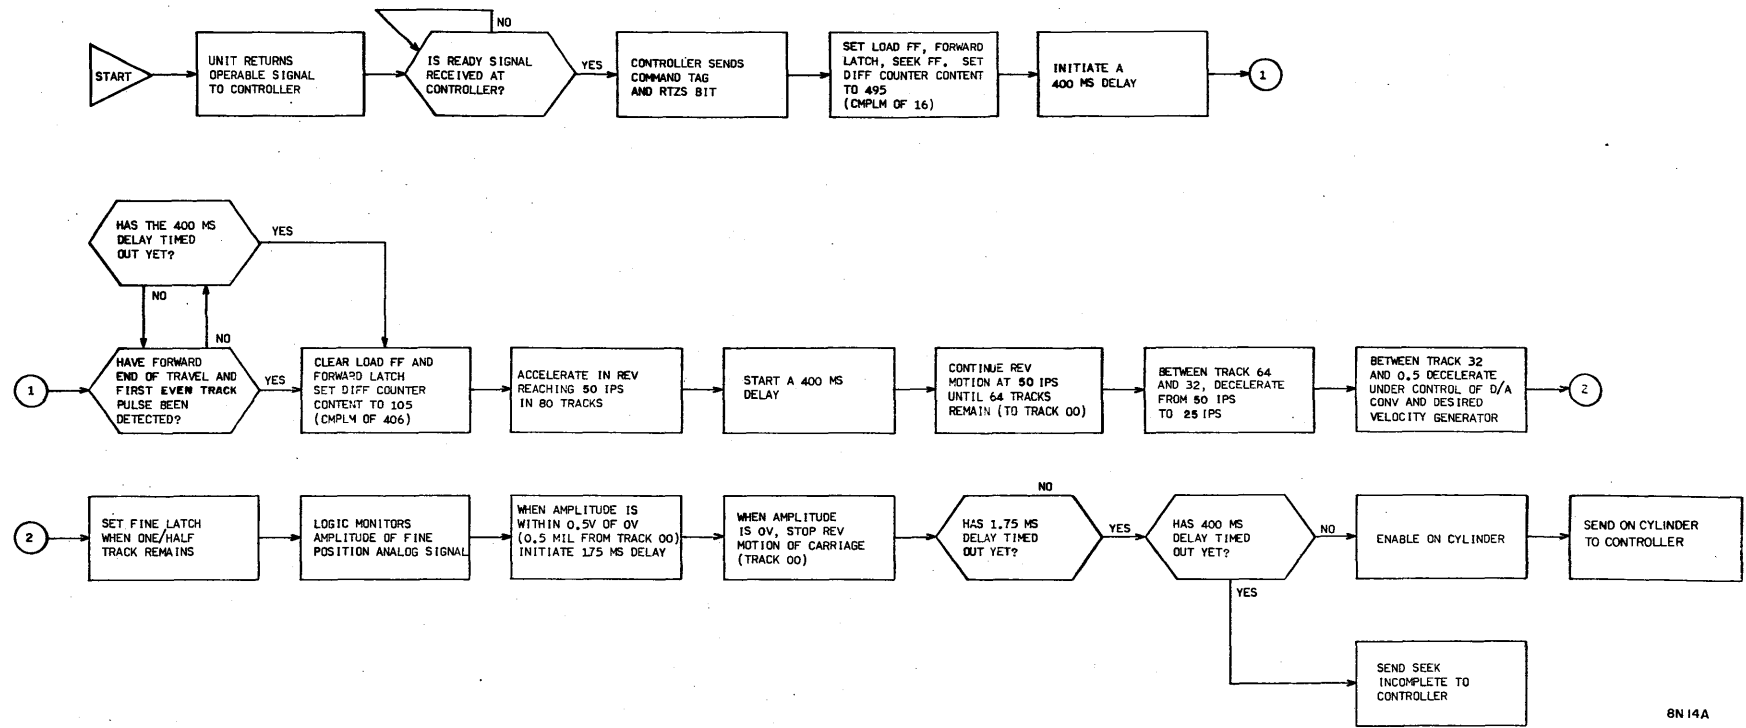 START
UNIT RETURNS
OPERABLE SIGNAL
TO CONTROLLER
NO
IS READY SIGNAL
RECEIVED AT
CONTROLLER?
YES
CONTROLLER SENDS
COMMAND TAG
AND RTZS BIT
SET LOAD FF, FORWARD
LATCH, SEEK FF. SET
DIFF COUNTER CONTENT
TO 495
(CMPLM OF 16)
INITIATE A
400 MS DELAY
1
HAS THE 400 MS
DELAY TIMED
OUT YET?
YES
NO
NO
1
HAVE FORWARD
END OF TRAVEL AND
FIRST EVEN TRACK
PULSE BEEN
DETECTED?
YES
CLEAR LOAD FF AND
FORWARD LATCH
SET DIFF COUNTER
CONTENT TO 105
(CMPLM OF 406)
ACCELERATE IN REV
REACHING 50 IPS
IN 80 TRACKS
START A 400 MS
DELAY
CONTINUE REV
MOTION AT 50 IPS
UNTIL 64 TRACKS
REMAIN (TO TRACK 00)
BETWEEN TRACK 64
AND 32, DECELERATE
FROM 50 IPS
TO 25 IPS
BETWEEN TRACK 32
AND 0.5 DECELERATE
UNDER CONTROL OF D/A
CONV AND DESIRED
VELOCITY GENERATOR
2
2
SET FINE LATCH
WHEN ONE/HALF
TRACK REMAINS
LOGIC MONITORS
AMPLITUDE OF FINE
POSITION ANALOG SIGNAL
WHEN AMPLITUDE IS
WITHIN 0.5V OF 0V
(0.5 MIL FROM TRACK 00)
INITIATE 1.75 MS DELAY
WHEN AMPLITUDE
IS 0V, STOP REV
MOTION OF CARRIAGE
(TRACK 00)
NO
HAS 1.75 MS
DELAY TIMED
OUT YET?
YES
HAS 400 MS
DELAY TIMED
OUT YET?
NO
ENABLE ON CYLINDER
SEND ON CYLINDER
TO CONTROLLER
YES
SEND SEEK
INCOMPLETE TO
CONTROLLER
8N14A